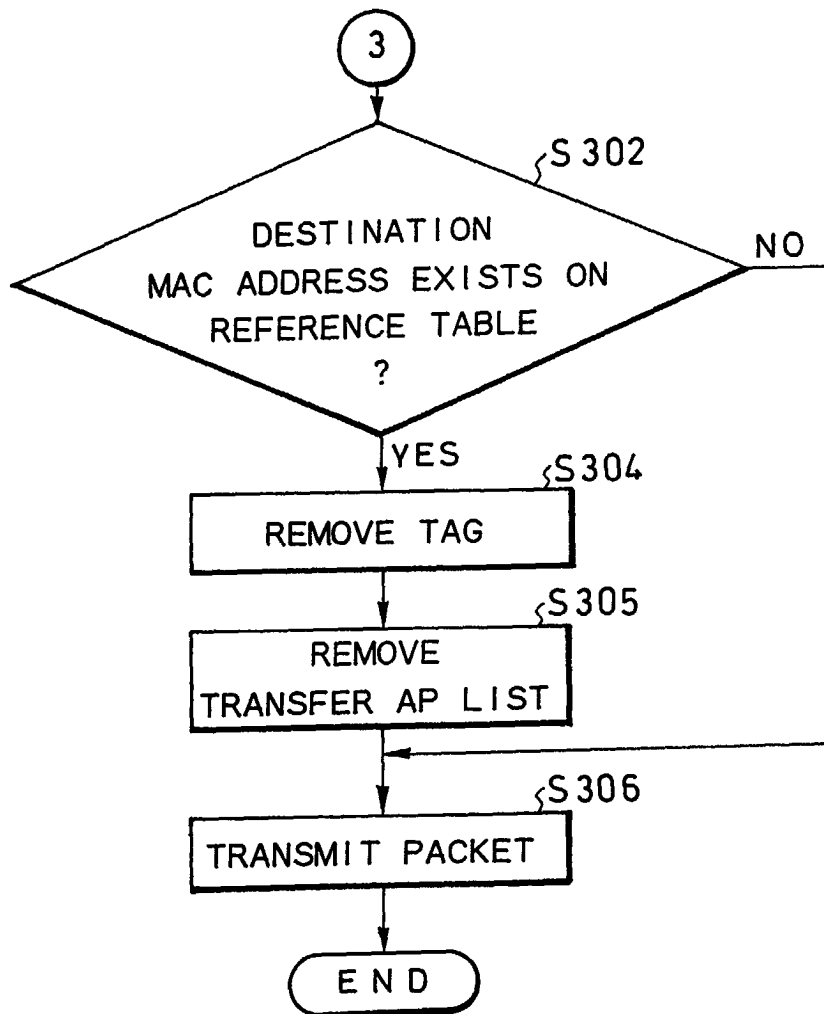 3
S302
DESTINATION
MAC ADDRESS EXISTS ON
REFERENCE TABLE
?
NO
YES
S304
REMOVE TAG
S305
REMOVE
TRANSFER AP LIST
S306
TRANSMIT PACKET
END